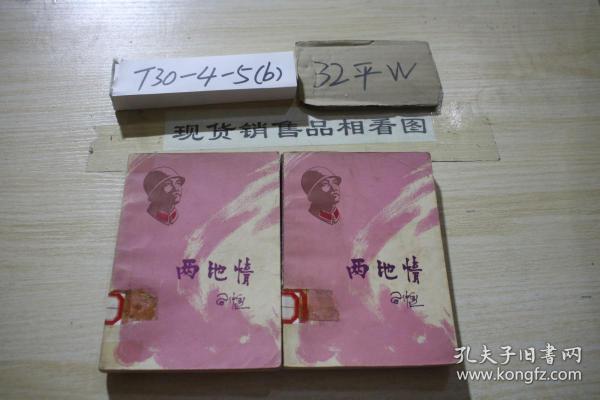 T30-4-5(b)
32平W
现货销售品相看图
两地情
两地情
孔夫子旧书网
www.kongfz.com